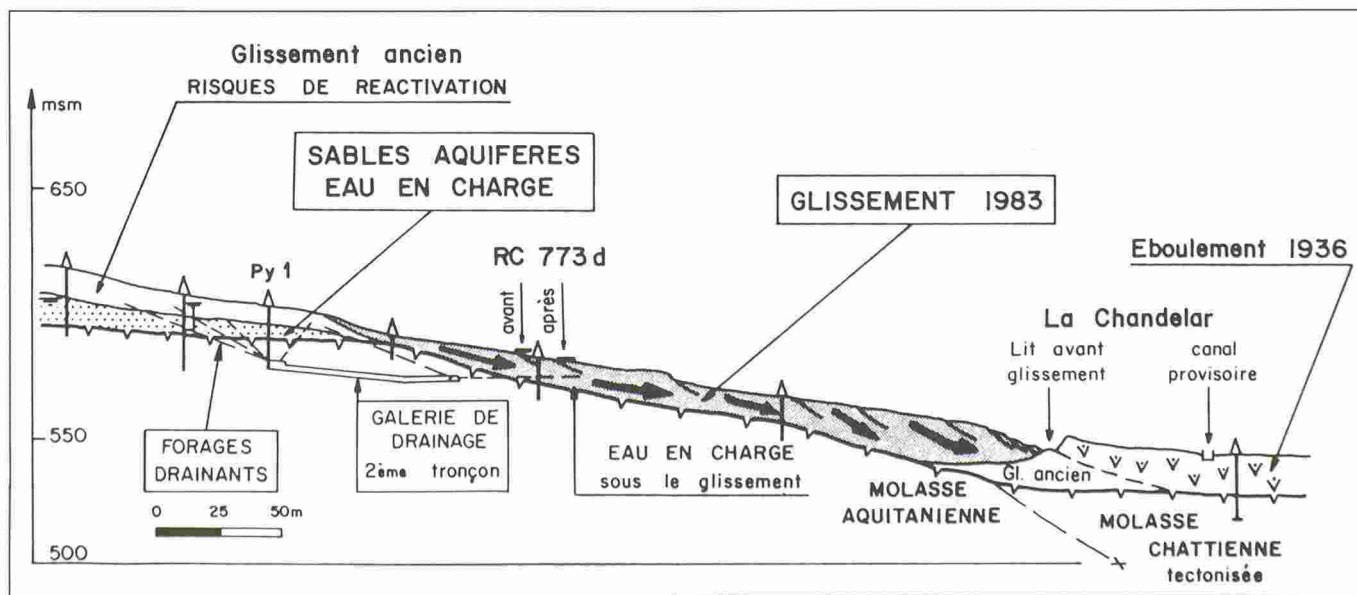 Glissement ancien
RISQUES DE REACTIVATION
msm
SABLES AQUIFERES
EAU EN CHARGE
650
GLISSEMENT 1983
RC 773 d
Eboulement 1936
Py 1
avant
après
La Chandelar
Lit avant
glissement
canal
provisoire
550
FORAGES
DRAINANTS
GALERIE DE
DRAINAGE
2ème tronçon
EAU EN CHARGE
sous le glissement
Gl. ancien
MOLASSE
AQUITANIENNE
MOLASSE
CHATTIENNE
tectonisée
0 25 50m
500